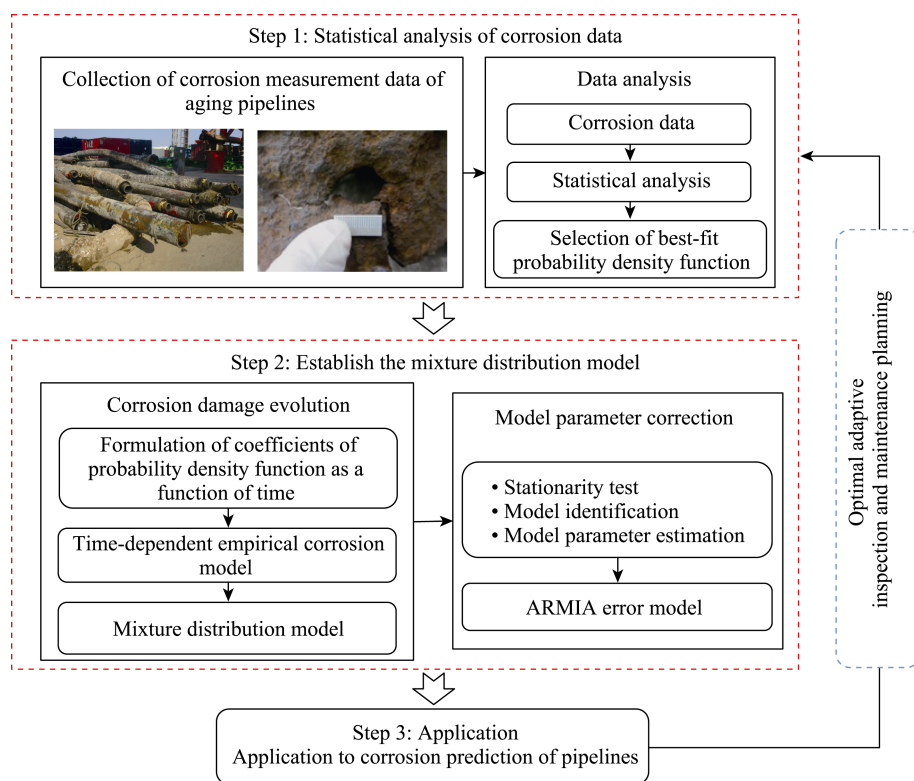 Step 1: Statistical analysis of corrosion data
Collection of corrosion measurement data of
aging pipelines
Data analysis
Corrosion data
Statistical analysis
Selection of best-fit
probability density function
Step 2: Establish the mixture distribution model
Corrosion damage evolution
Formulation of coefficients of
probability density function as a
function of time
Time-dependent empirical corrosion
model
Mixture distribution model
Model parameter correction
• Stationarity test
• Model identification
• Model parameter estimation
ARMIA error model
Step 3: Application
Application to corrosion prediction of pipelines
Optimal adaptive
inspection and maintenance planning